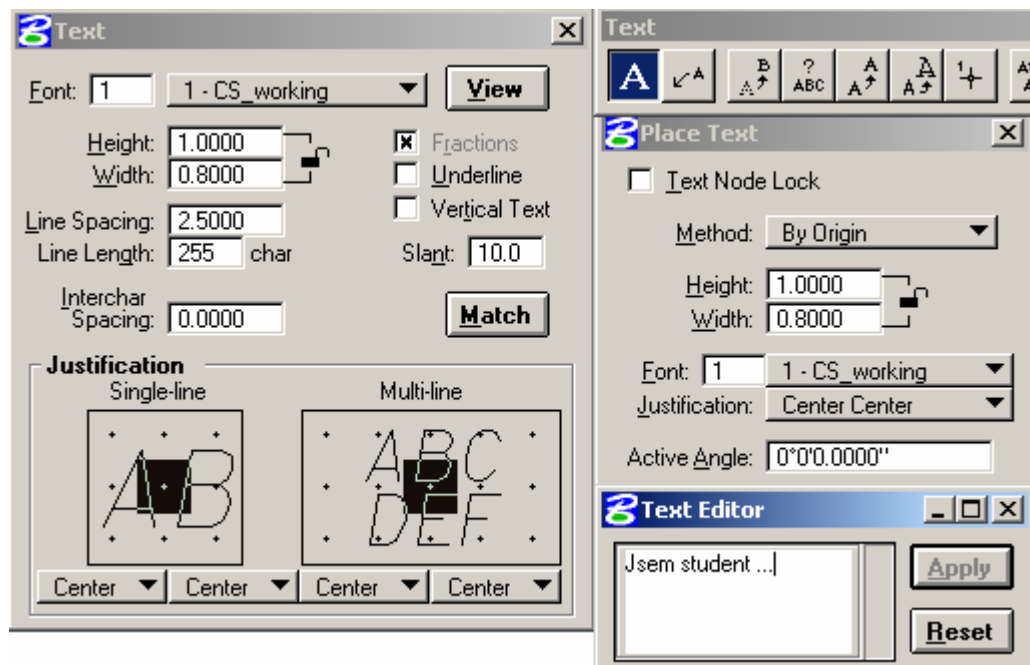 Text
Font: 1 1 - CS_working View
Height: 1.0000
Width: 0.8000
Fractions
Underline
Vertical Text
Line Spacing: 2.5000
Line Length: 255 char
Slant: 10.0
Interchar
Spacing: 0.0000
Match
Justification
Single-line Multi-line
AB
ABC
DEF
Center Center Center Center
Text
A A B A ? ABC A A A A 1
Place Text
Text Node Lock
Method: By Origin
Height: 1.0000
Width: 0.8000
Font: 1 1 - CS_working
Justification: Center Center
Active Angle: 0°0'0.0000"
Text Editor
Jsem student ...
Apply
Reset